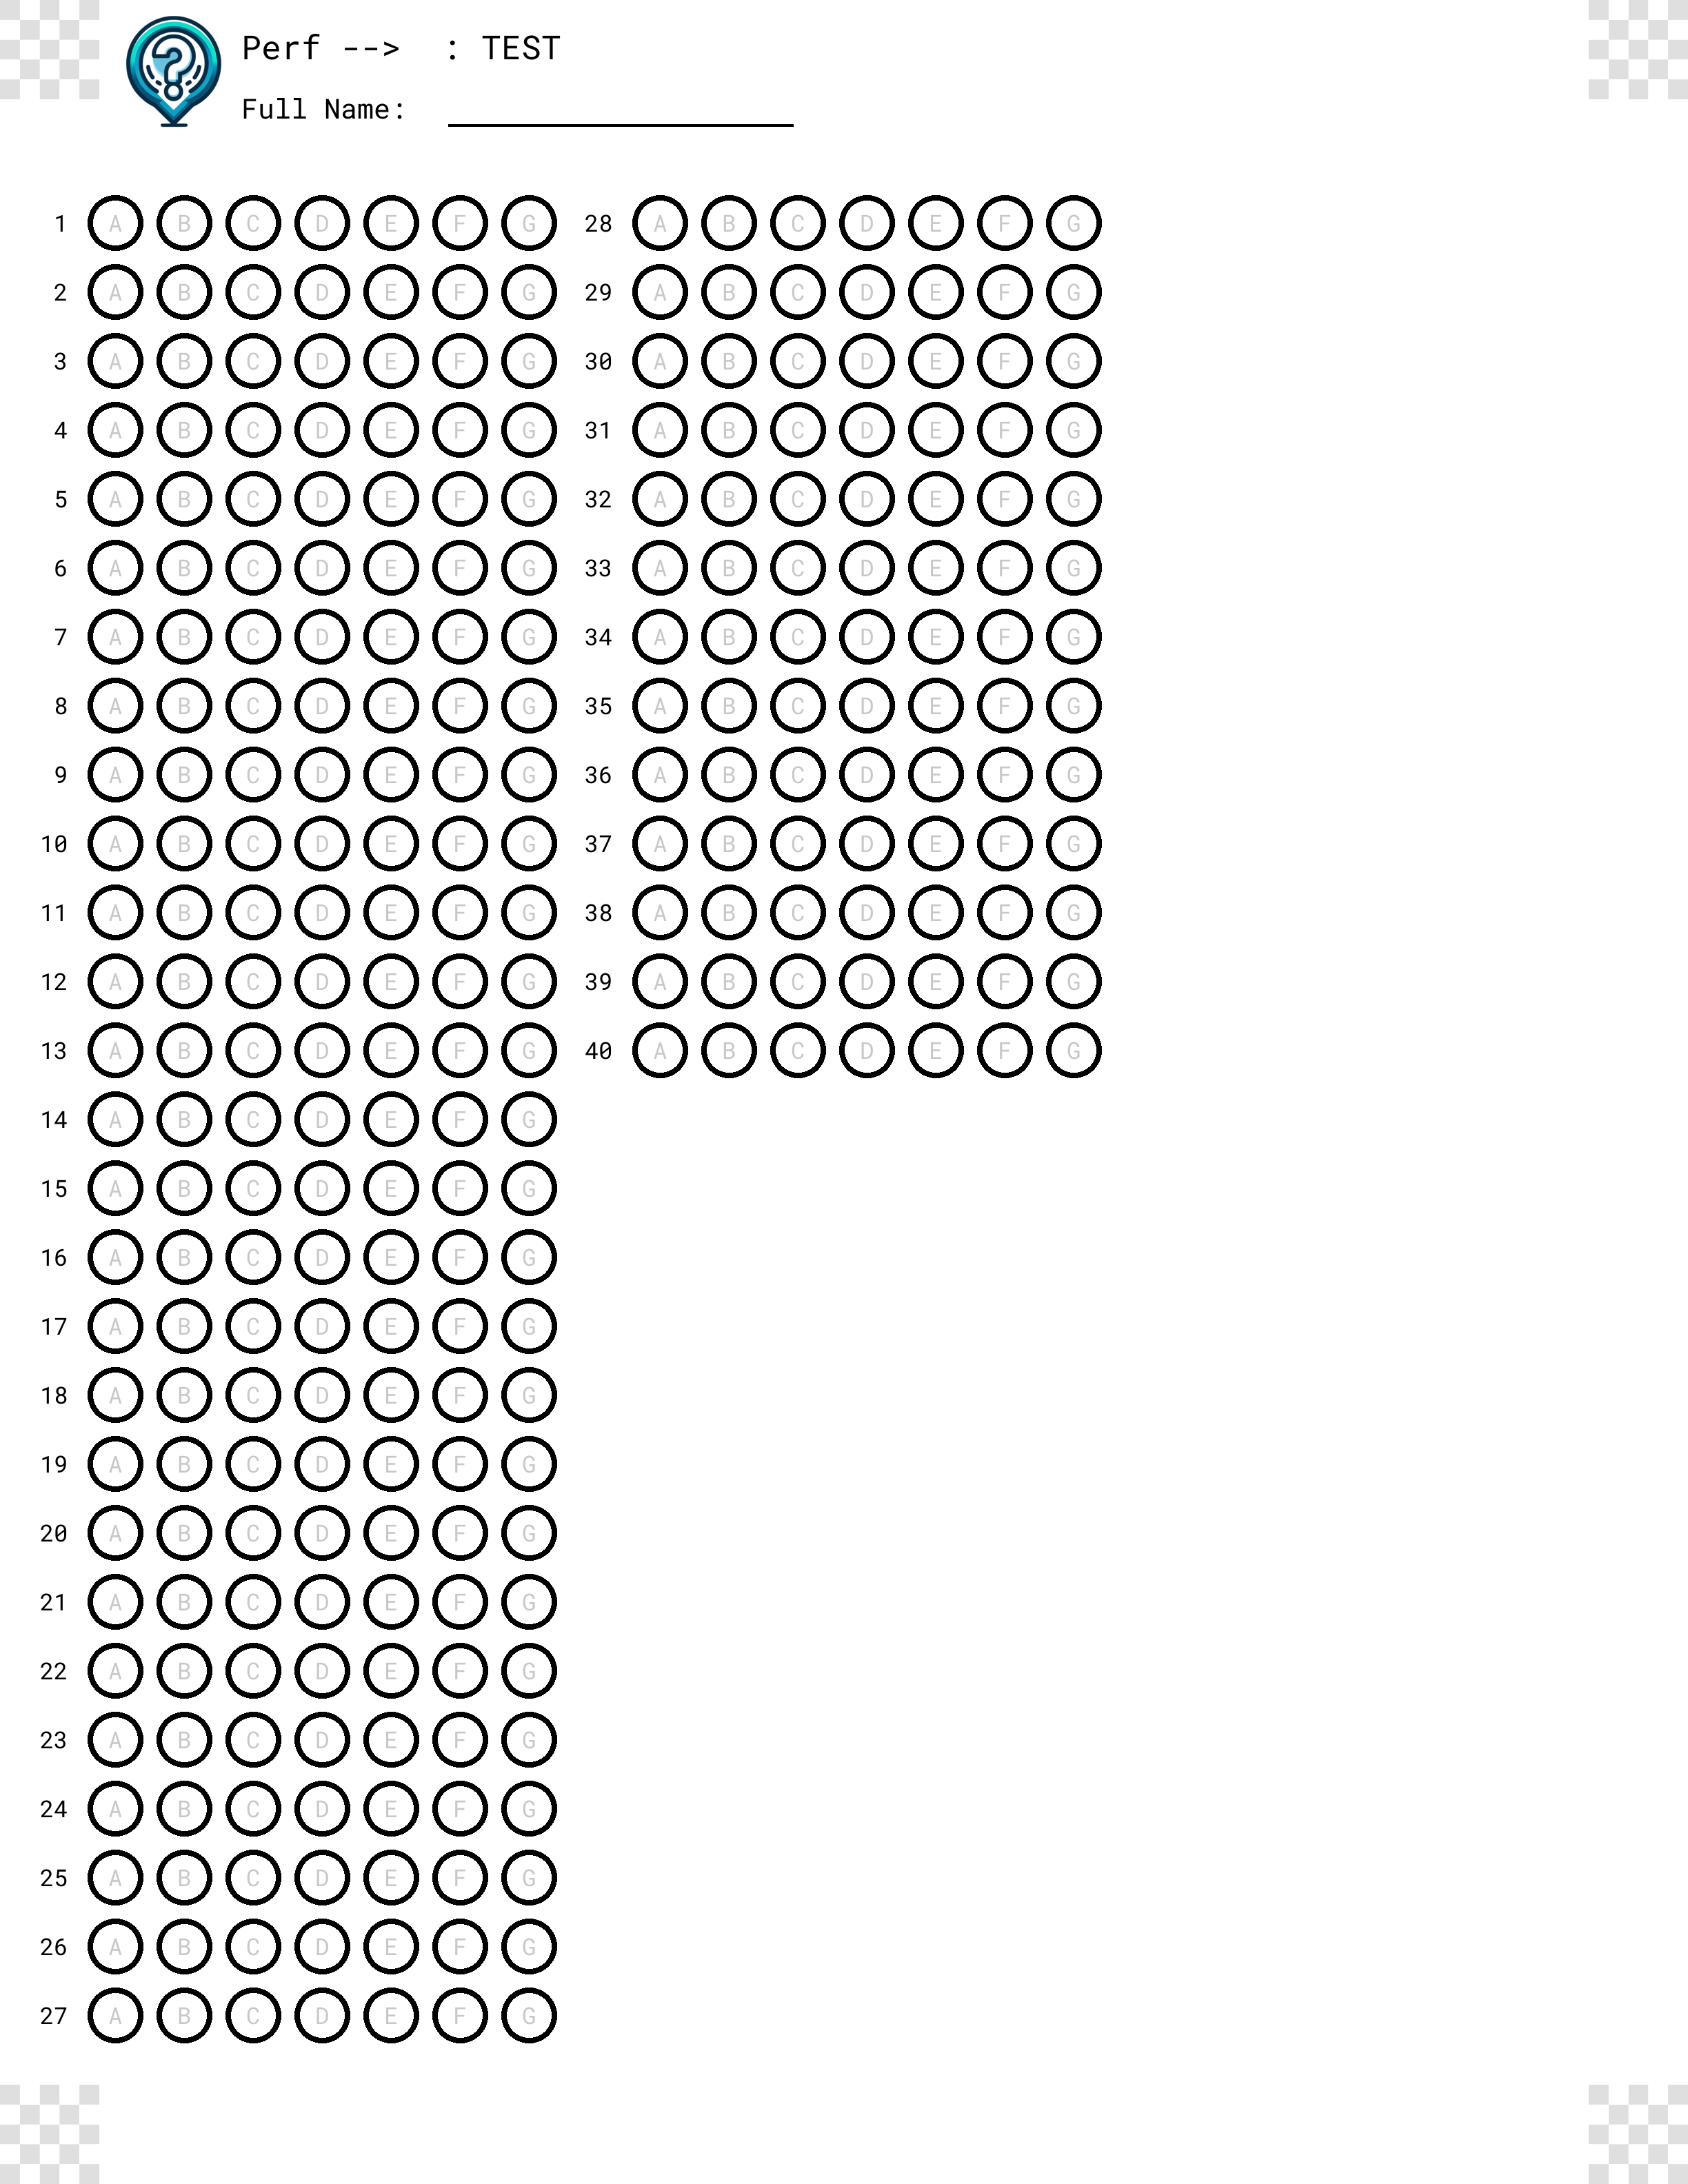 Perf --> : TEST
Full Name:
1 A B C D E F G
2 A B C D E F G
3 A B C D E F G
4 A B C D E F G
5 A B C D E F G
6 A B C D E F G
7 A B C D E F G
8 A B C D E F G
9 A B C D E F G
10 A B C D E F G
11 A B C D E F G
12 A B C D E F G
13 A B C D E F G
14 A B C D E F G
15 A B C D E F G
16 A B C D E F G
17 A B C D E F G
18 A B C D E F G
19 A B C D E F G
20 A B C D E F G
21 A B C D E F G
22 A B C D E F G
23 A B C D E F G
24 A B C D E F G
25 A B C D E F G
26 A B C D E F G
27 A B C D E F G
28 A B C D E F G
29 A B C D E F G
30 A B C D E F G
31 A B C D E F G
32 A B C D E F G
33 A B C D E F G
34 A B C D E F G
35 A B C D E F G
36 A B C D E F G
37 A B C D E F G
38 A B C D E F G
39 A B C D E F G
40 A B C D E F G